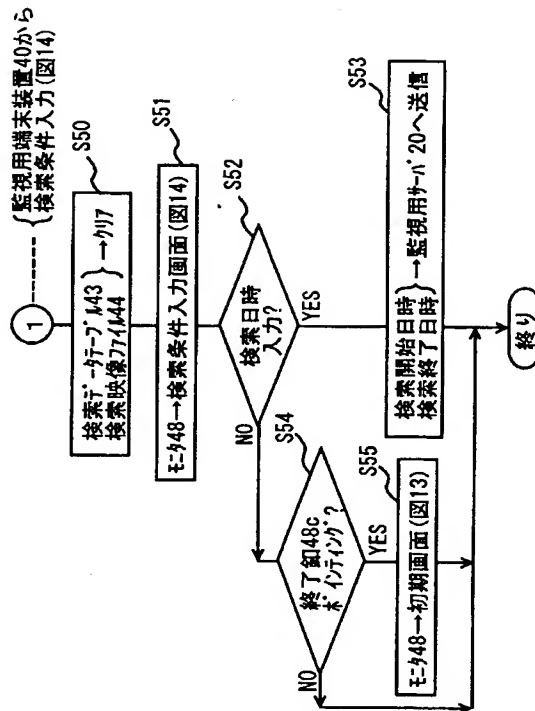 1
監視用端末装置40から
検索条件入力(図14)
S50
検索データテーブル43
検索映像ファイル44
→クリア
S51
モニタ48→検索条件入力画面(図14)
S52
検索日時
入力?
NO
YES
S53
検索開始日時
検索終了日時
→監視用サーバ20へ送信
S54
終了釦48c
ポインティング?
NO
YES
S55
モニタ48→初期画面(図13)
終り